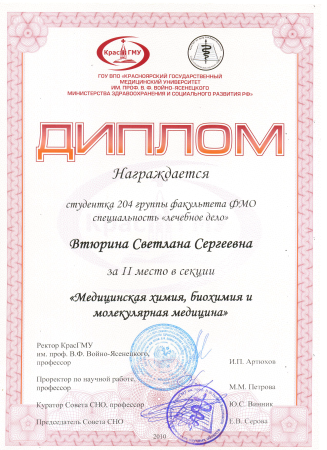 КрасГМУ
ГОУ ВПО «КРАСНОЯРСКИЙ ГОСУДАРСТВЕННЫЙ
МЕДИЦИНСКИЙ УНИВЕРСИТЕТ
ИМ. ПРОФ. В. Ф. ВОЙНО-ЯСЕНЕЦКОГО
МИНИСТЕРСТВА ЗДРАВООХРАНЕНИЯ И СОЦИАЛЬНОГО РАЗВИТИЯ РФ»
ДИПЛОМ
Награждается
студентка 204 группы факультета ФМО
специальность «лечебное дело»
Втюрина Светлана Сергеевна
за II место в секции
«Медицинская химия, биохимия и
молекулярная медицина»
Ректор КрасГМУ
им. проф. В.Ф. Войно-Ясенецкого,
профессор И.П. Артюхов
Проректор по научной работе,
профессор М.М. Петрова
Куратор Совета СНО, профессор Ю.С. Винник
Председатель Совета СНО Е.В. Серова
2010